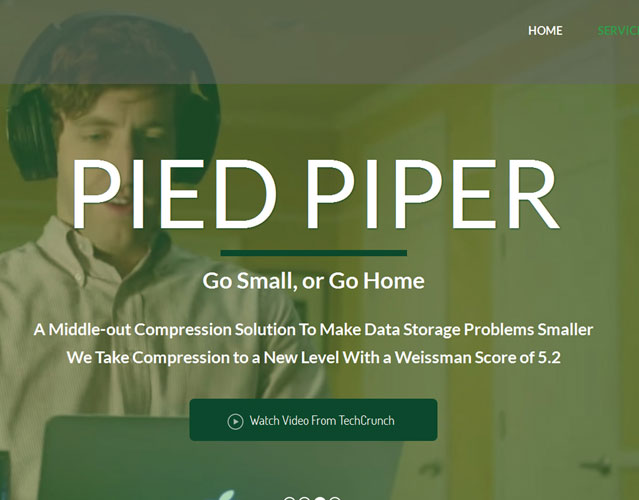 HOME
PIED PIPER
Go Small, or Go Home
A Middle-out Compression Solution To Make Data Storage Problems Smaller
We Take Compression to a New Level With a Weissman Score of 5.2
Watch Video From TechCrunch